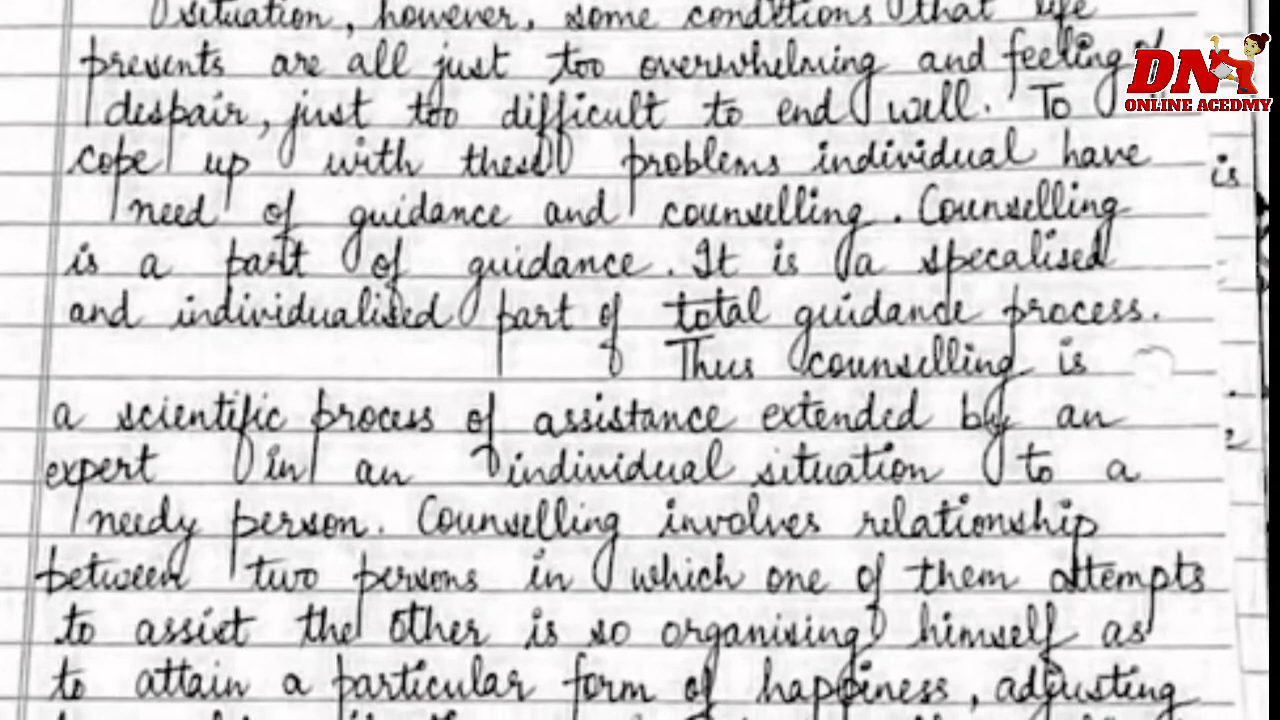 situation, however, some conditions that life
presents are all just too overwhelming and feeling of
despair, just too difficult to end well. To
cope up with these problems individual have
need of guidance and counselling. Counselling
is a part of guidance. It is a specalised
and individualised part of total guidance process.
Thus counselling is
a scientific process of assistance extended by an
expert in an individual situation to a
needy person. Counselling involves relationship
between two persons in which one of them attempts
to assist the other is so organising himself as
to attain a particular form of happiness, adjusting
DN
ONLINE ACEDMY
is